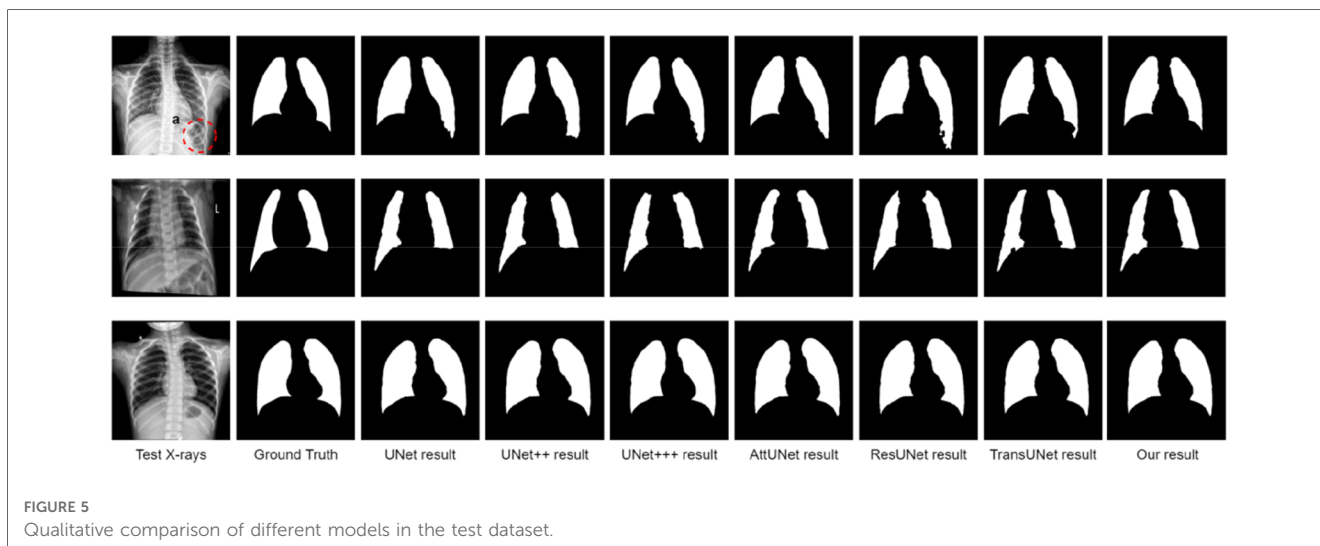 a
L
Test X-rays Ground Truth UNet result UNet++ result UNet+++ result AttUNet result ResUNet result TransUNet result Our result
FIGURE 5
Qualitative comparison of different models in the test dataset.